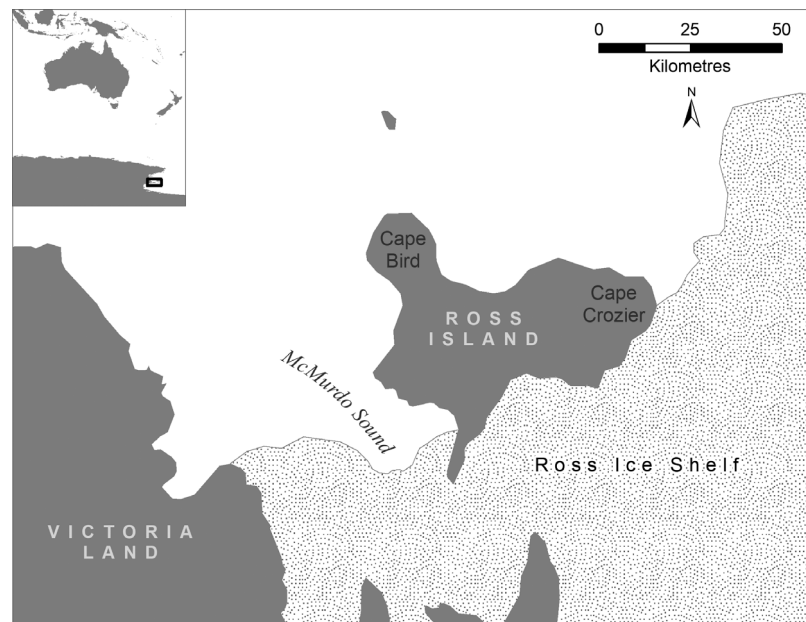 0 25 50
Kilometres
N
Cape
Bird
Cape
Crozier
ROSS
ISLAND
McMurdo Sound
Ross Ice Shelf
VICTORIA
LAND